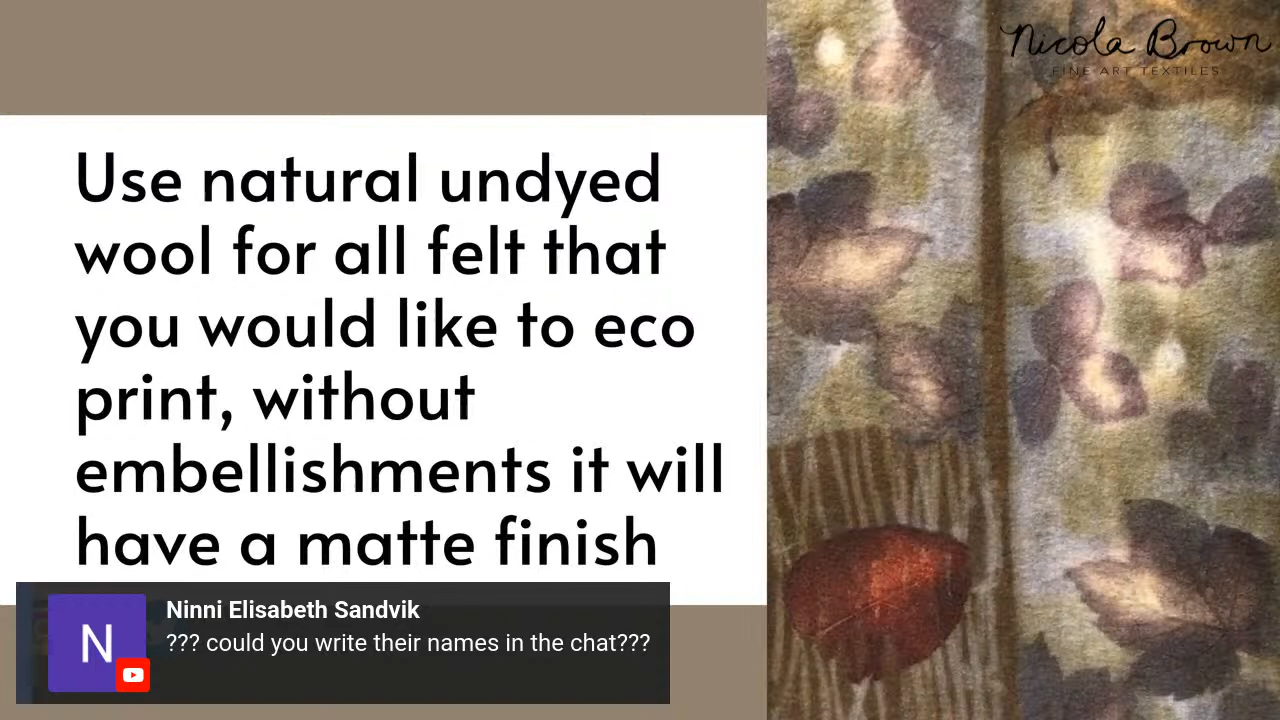 Nicola Brown
FINE ART TEXTILES
Use natural undyed
wool for all felt that
you would like to eco
print, without
embellishments it will
have a matte finish
N
Ninni Elisabeth Sandvik
??? could you write their names in the chat???